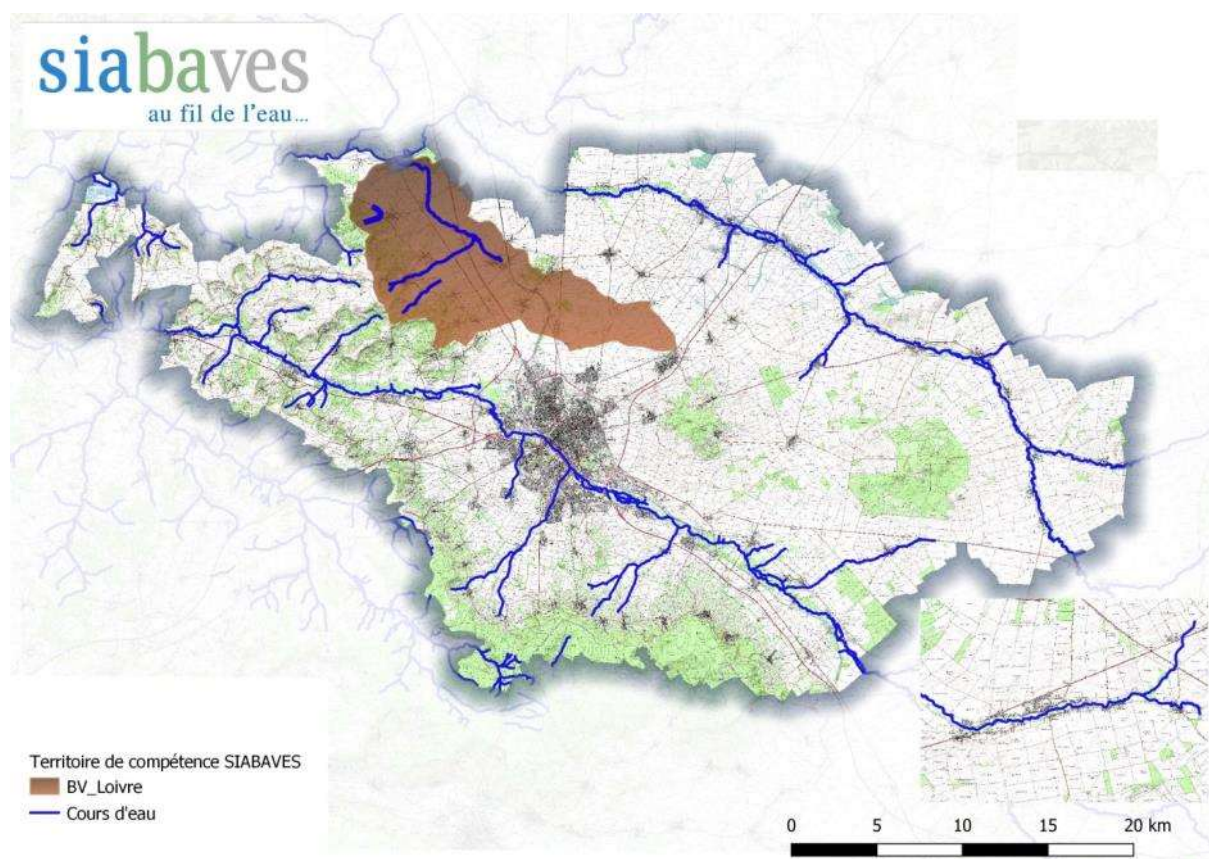 siabaves
au fil de l'eau...
Territoire de compétence SIABAVES
BV_Loivre
Cours d'eau
0 5 10 15 20 km